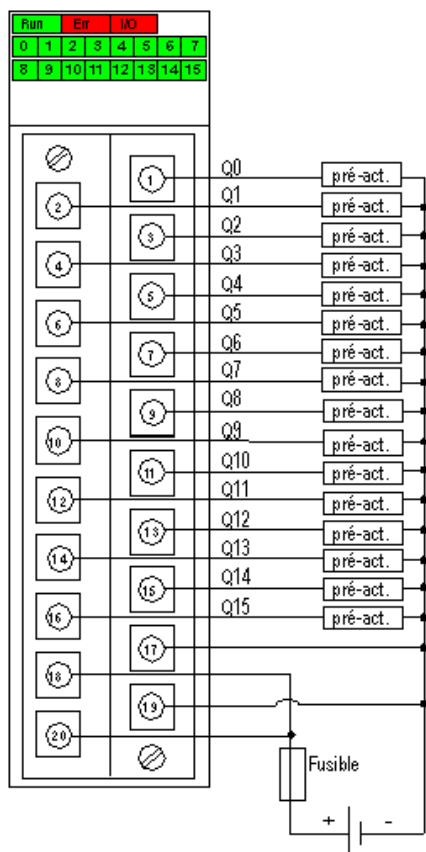 Run Err I/O
0 1 2 3 4 5 6 7
8 9 10 11 12 13 14 15
1 Q0 pré-act.
2 Q1 pré-act.
3 Q2 pré-act.
4 Q3 pré-act.
5 Q4 pré-act.
6 Q5 pré-act.
7 Q6 pré-act.
8 Q7 pré-act.
9 Q8 pré-act.
10 Q9 pré-act.
11 Q10 pré-act.
12 Q11 pré-act.
13 Q12 pré-act.
14 Q13 pré-act.
15 Q14 pré-act.
16 Q15 pré-act.
17
18
19
20
Fusible
+ -